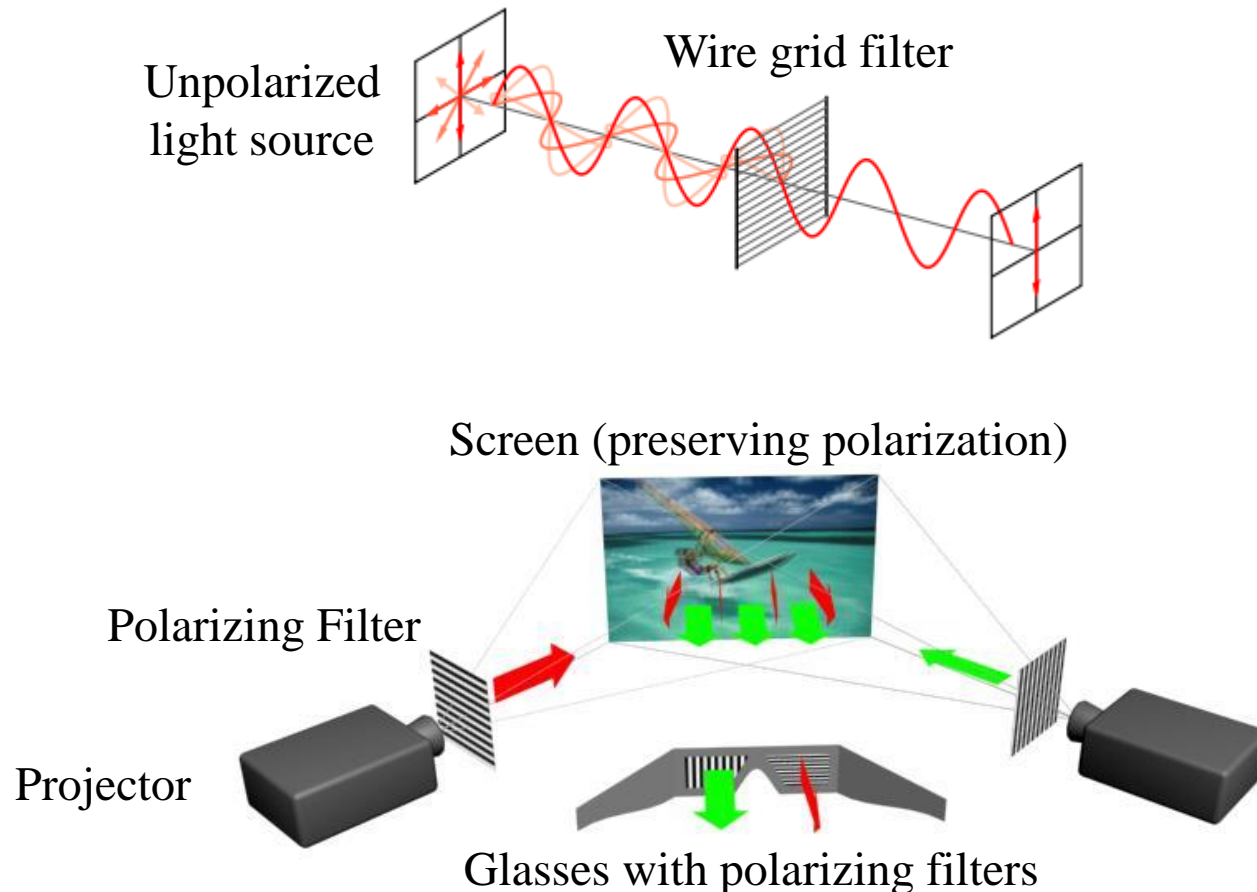 Unpolarized
light source
Wire grid filter
Screen (preserving polarization)
Polarizing Filter
Projector
Glasses with polarizing filters